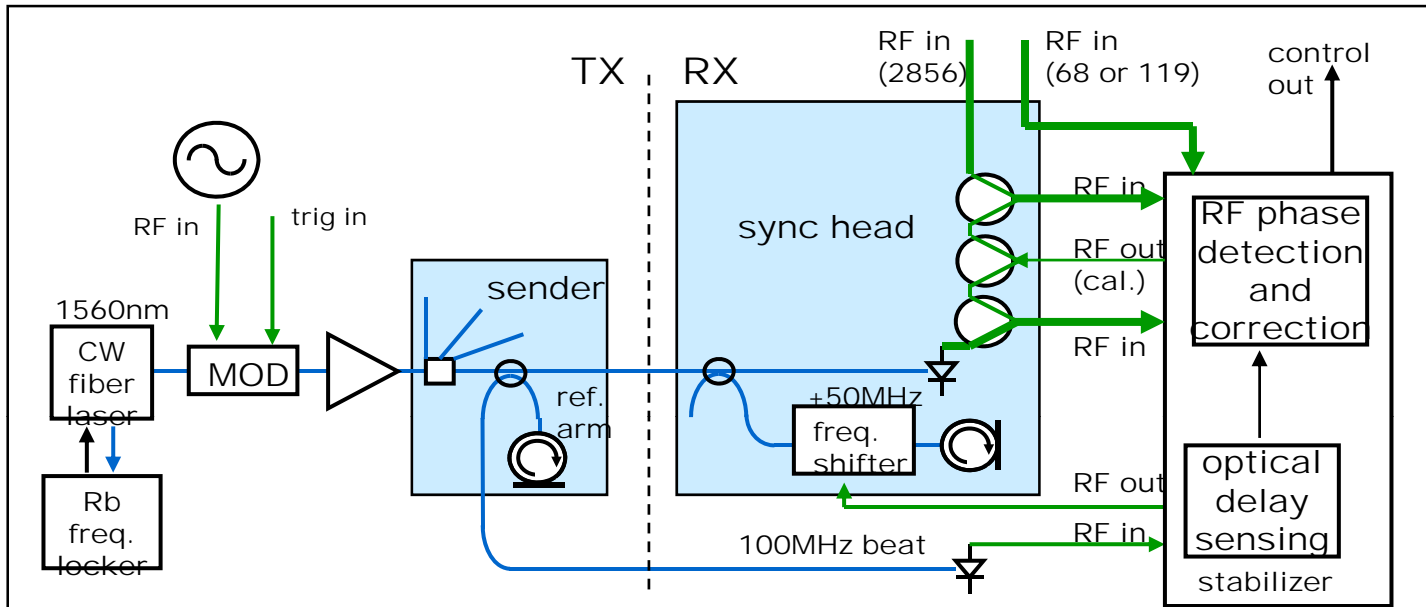 TX
RX
RF in
(2856)
RF in
(68 or 119)
control
out
RF in
trig in
1560nm
CW
fiber
laser
MOD
sender
ref.
arm
Rb
freq.
locker
sync head
+50MHz
freq.
shifter
100MHz beat
RF in
RF out
(cal.)
RF in
RF out
RF in
RF phase
detection
and
correction
optical
delay
sensing
stabilizer